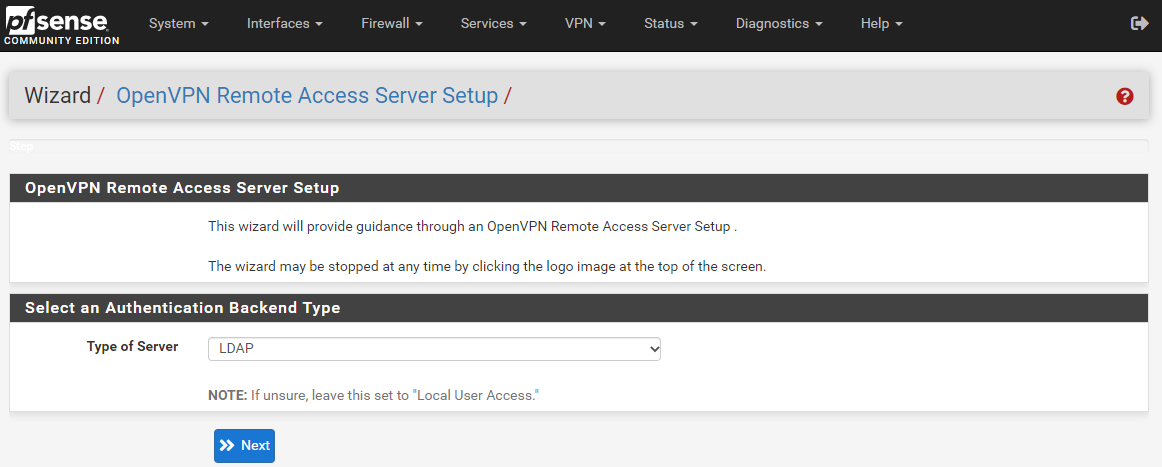 pfsense
COMMUNITY EDITION
System Interfaces Firewall Services VPN Status Diagnostics Help
Wizard / OpenVPN Remote Access Server Setup /
Step
OpenVPN Remote Access Server Setup
This wizard will provide guidance through an OpenVPN Remote Access Server Setup .
The wizard may be stopped at any time by clicking the logo image at the top of the screen.
Select an Authentication Backend Type
Type of Server LDAP
NOTE: If unsure, leave this set to "Local User Access."
Next